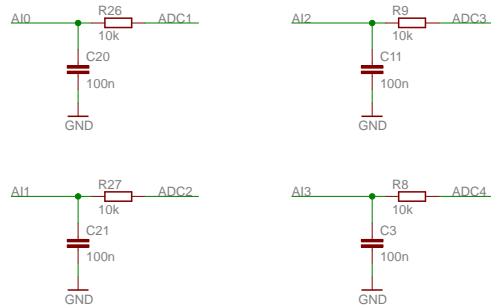 R26
AI0 ADC1
10k
C20
100n
GND
R9
AI2 ADC3
10k
C11
100n
GND
R27
AI1 ADC2
10k
C21
100n
GND
R8
AI3 ADC4
10k
C3
100n
GND